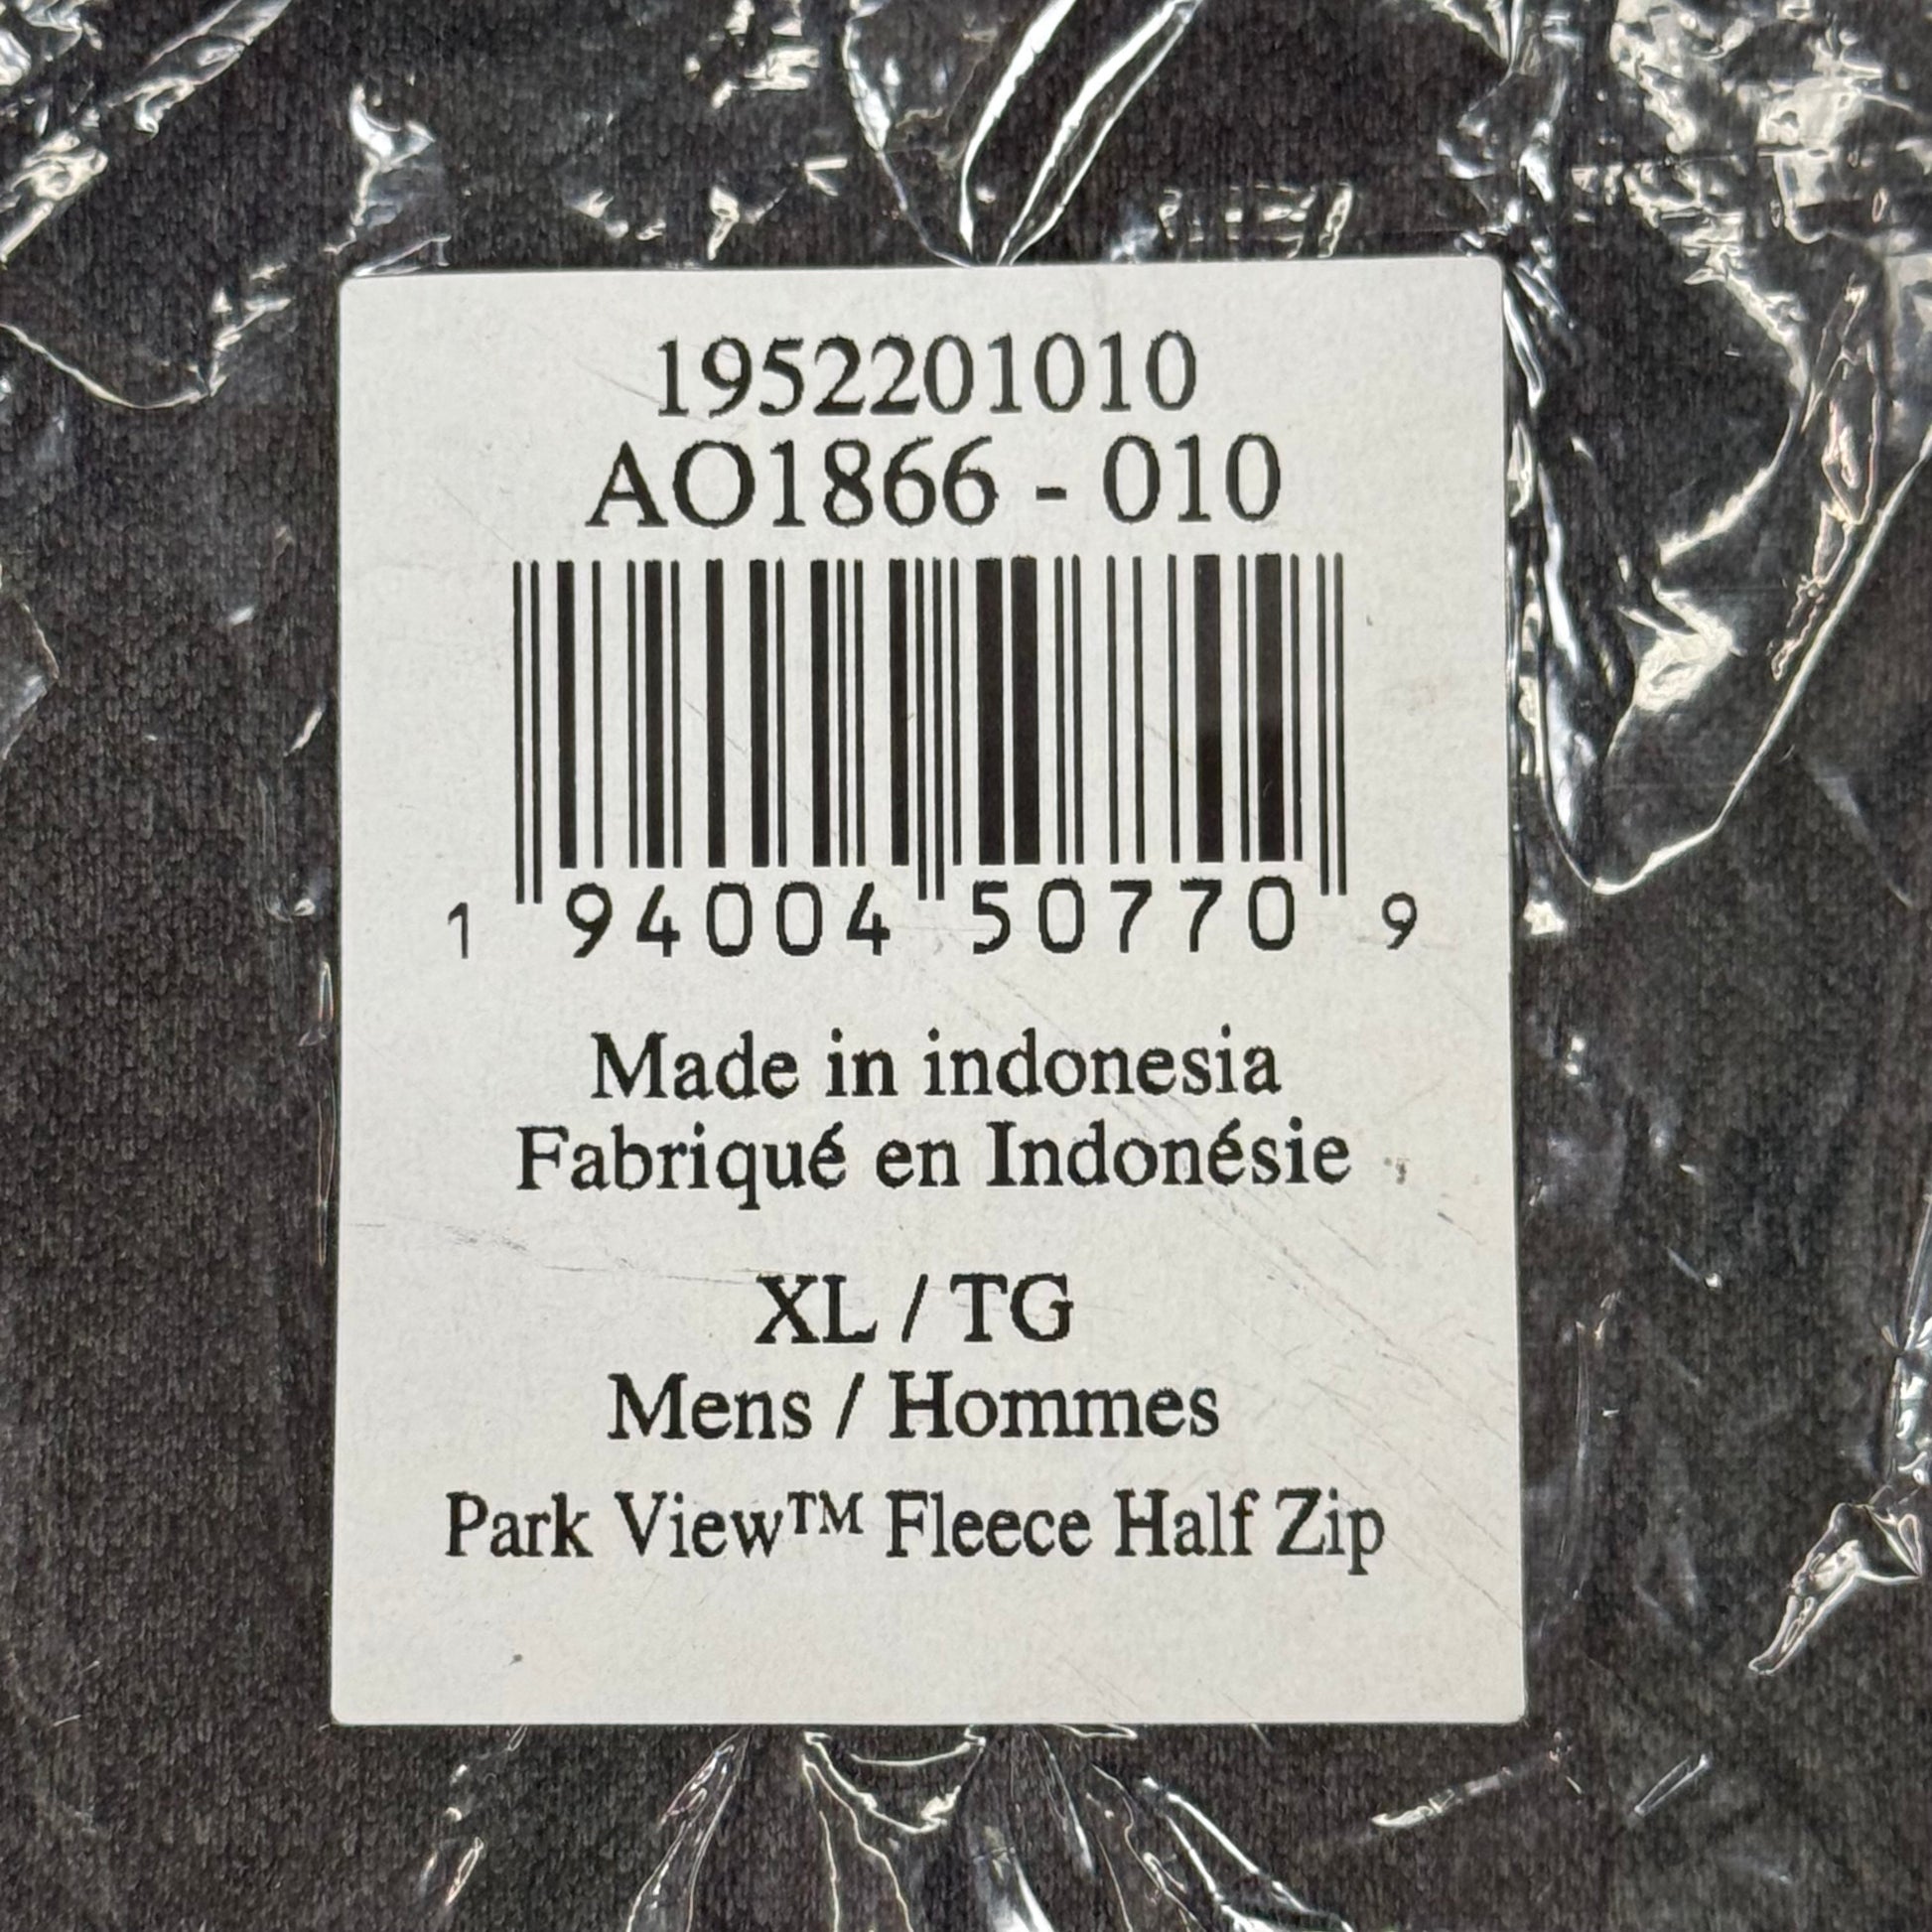 1952201010
AO1866 - 010
1 94004 50770 9
Made in indonesia
Fabriqué en Indonésie
XL / TG
Mens / Hommes
Park View™ Fleece Half Zip